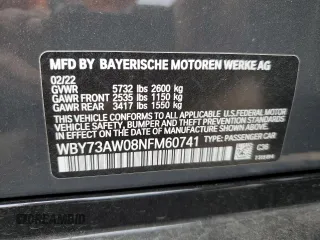 MFD BY BAYERISCHE MOTOREN WERKE AG
02/22
GVWR 5732 lbs 2600 kg
GAWR FRONT 2535 lbs 1150 kg
GAWR REAR 3417 lbs 1550 kg
THIS VEHICLE CONFORMS TO ALL APPLICABLE U.S. FEDERAL MOTOR
VEHICLE SAFETY, BUMPER, AND THEFT PREVENTION STANDARDS IN
EFFECT ON THE DATE OF MANUFACTURE SHOWN ABOVE.
WBY73AW08NFM60741 TYPE: PASSENGER CAR
C36